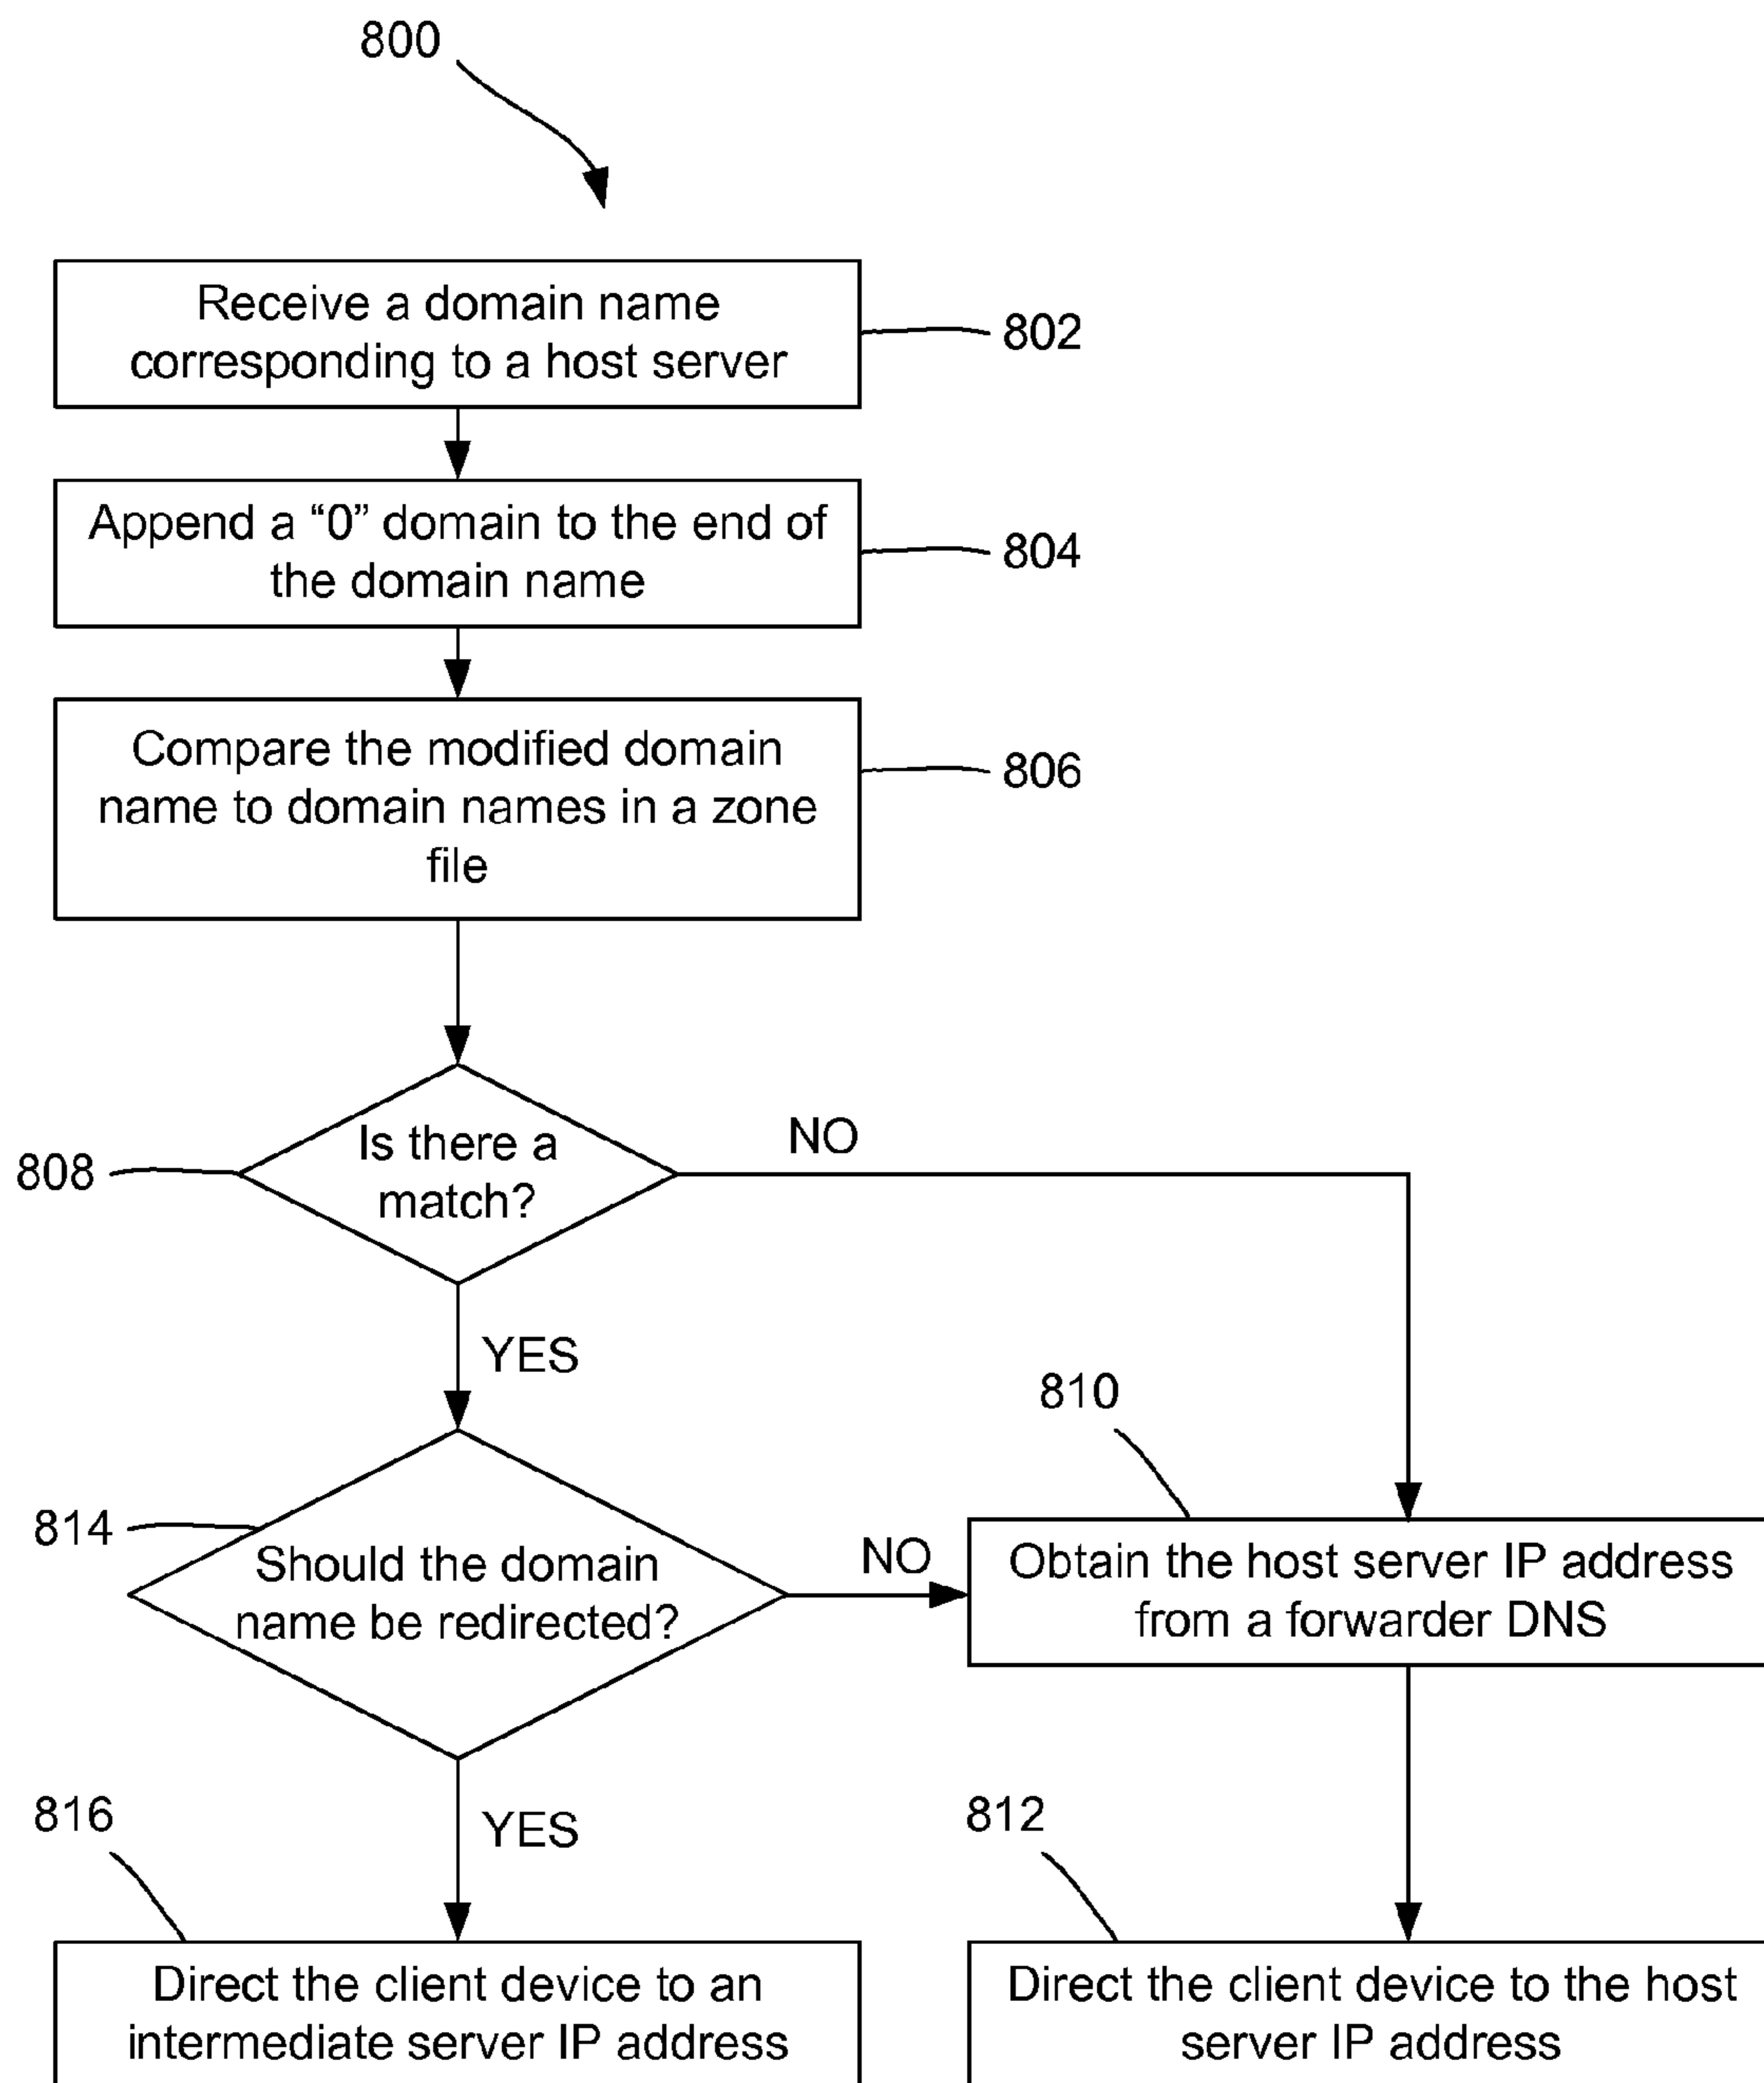 800
Receive a domain name
corresponding to a host server
802
Append a “0” domain to the end of
the domain name
804
Compare the modified domain
name to domain names in a zone
file
806
Is there a
match?
808
NO
YES
810
814
Should the domain
name be redirected?
NO
Obtain the host server IP address
from a forwarder DNS
YES
816
812
Direct the client device to an
intermediate server IP address
Direct the client device to the host
server IP address